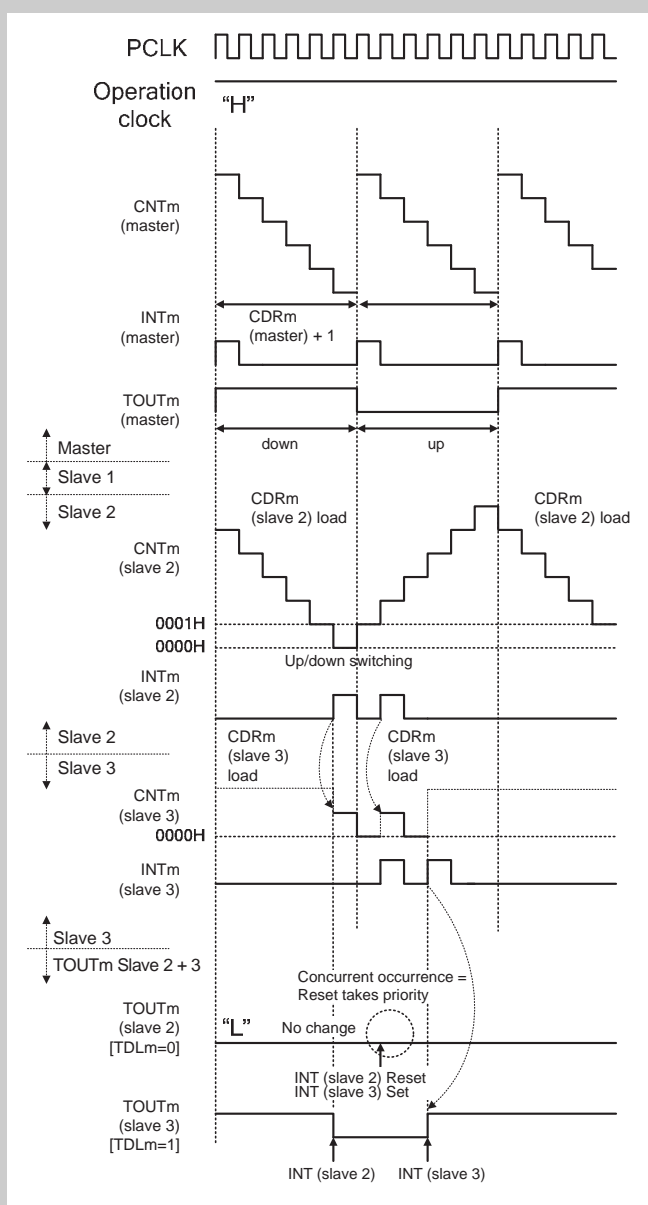 PCLK
Operation
clock
"H"
CNTm
(master)
INTm
(master)
CDRm
(master) + 1
TOUTm
(master)
down
up
Master
Slave 1
Slave 2
CDRm
(slave 2) load
CDRm
(slave 2) load
CNTm
(slave 2)
0001H
0000H
Up/down switching
INTm
(slave 2)
Slave 2
Slave 3
CDRm
(slave 3)
load
CDRm
(slave 3)
load
CNTm
(slave 3)
0000H
INTm
(slave 3)
Slave 3
TOUTm Slave 2 + 3
Concurrent occurrence =
Reset takes priority
TOUTm
(slave 2)
[TDLm=0]
"L"
No change
INT (slave 2) Reset
INT (slave 3) Set
TOUTm
(slave 3)
[TDLm=1]
INT (slave 2)
INT (slave 3)